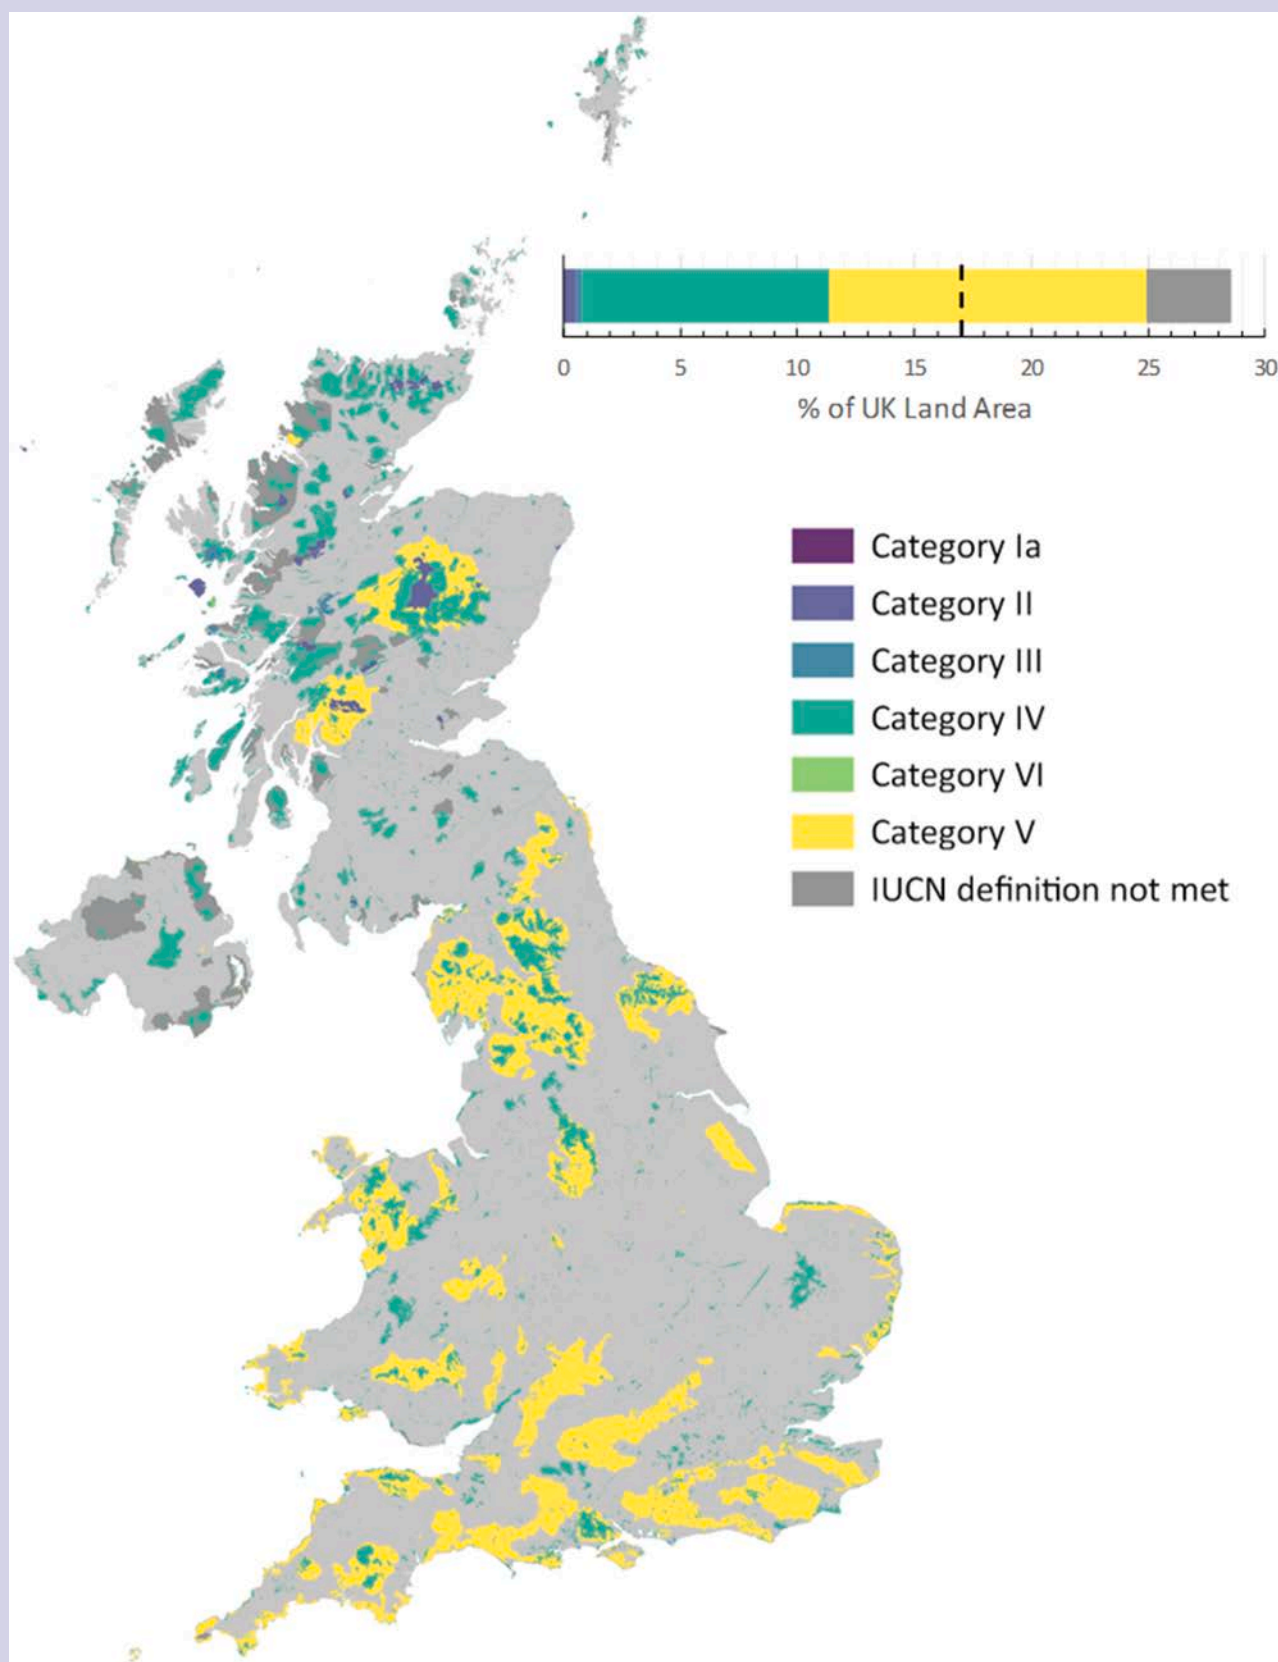 0 5 10 15 20 25 30
% of UK Land Area
Category Ia
Category II
Category III
Category IV
Category VI
Category V
IUCN definition not met